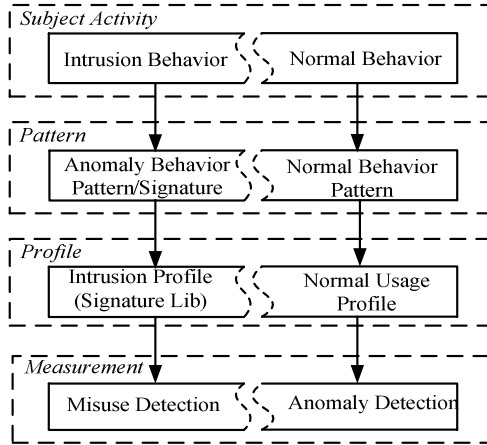 Subject Activity
Intrusion Behavior
Normal Behavior
Pattern
Anomaly Behavior
Pattern/Signature
Normal Behavior
Pattern
Profile
Intrusion Profile
(Signature Lib)
Normal Usage
Profile
Measurement
Misuse Detection
Anomaly Detection